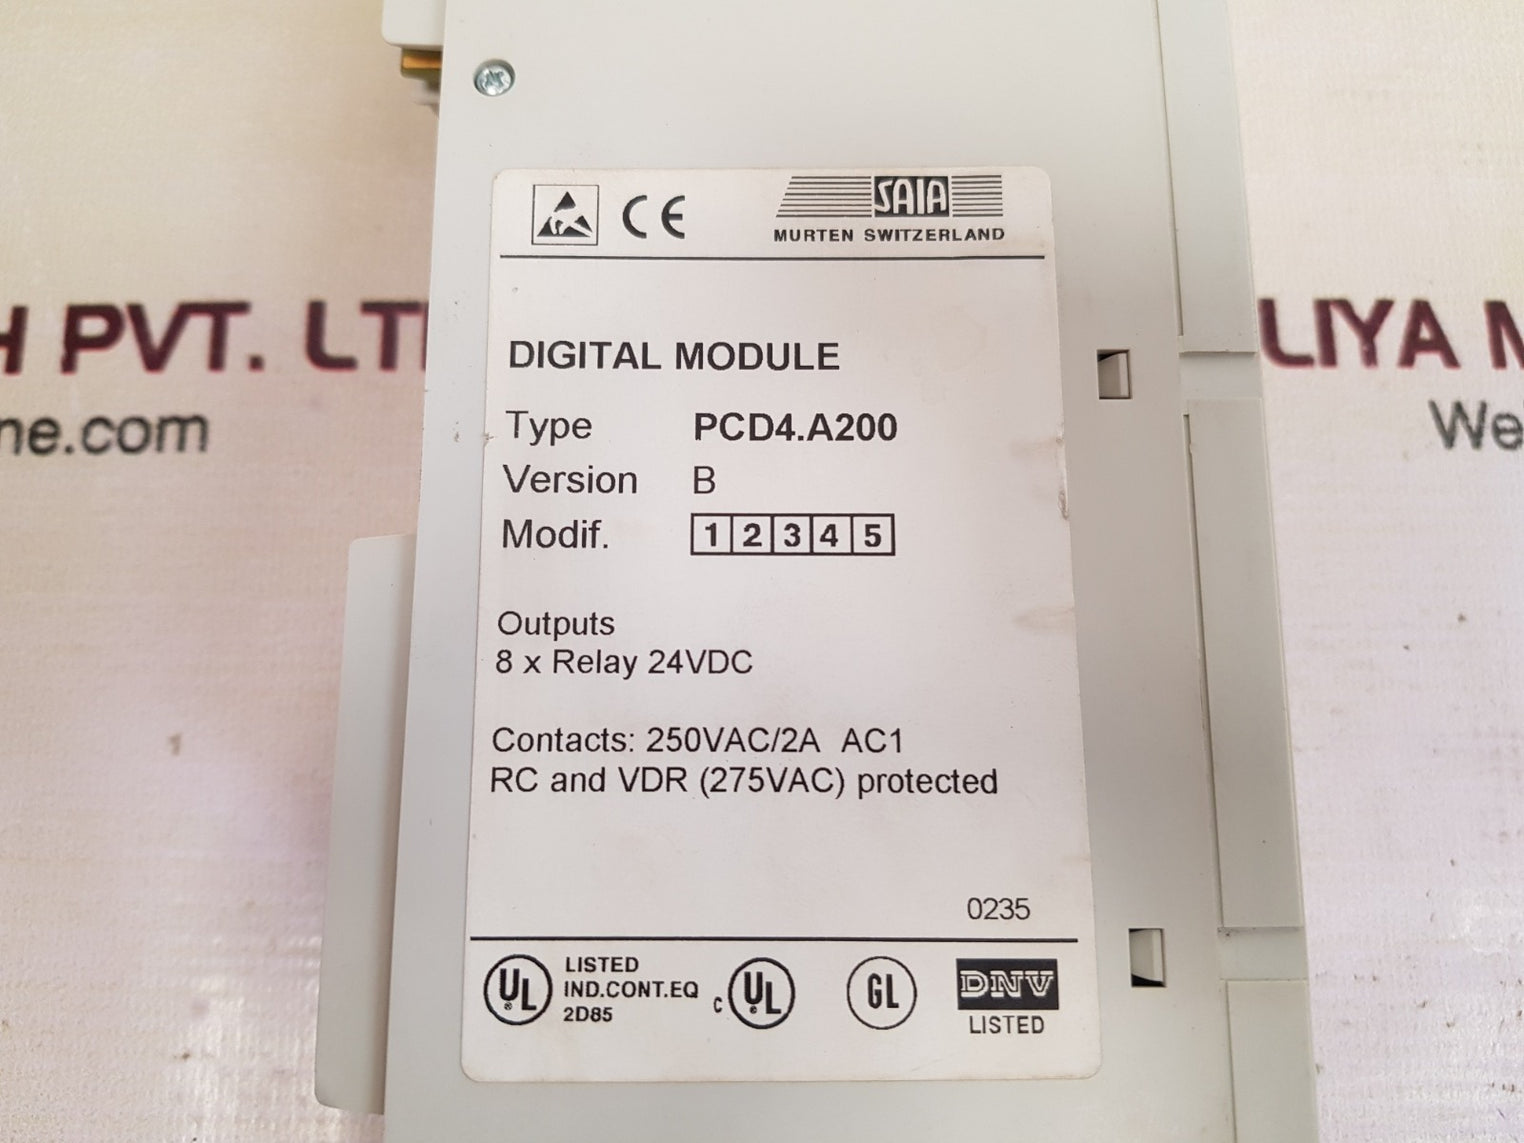 CE
SAIA
MURTEN SWITZERLAND
DIGITAL MODULE
Type PCD4.A200
Version B
Modif. 1 2 3 4 5
Outputs
8 x Relay 24VDC
Contacts: 250VAC/2A AC1
RC and VDR (275VAC) protected
0235
UL ® LISTED
IND.CONT.EQ
2D85
c UL ®
GL
DNV
LISTED
H PVT. LT
ne.com
LIYA M
We